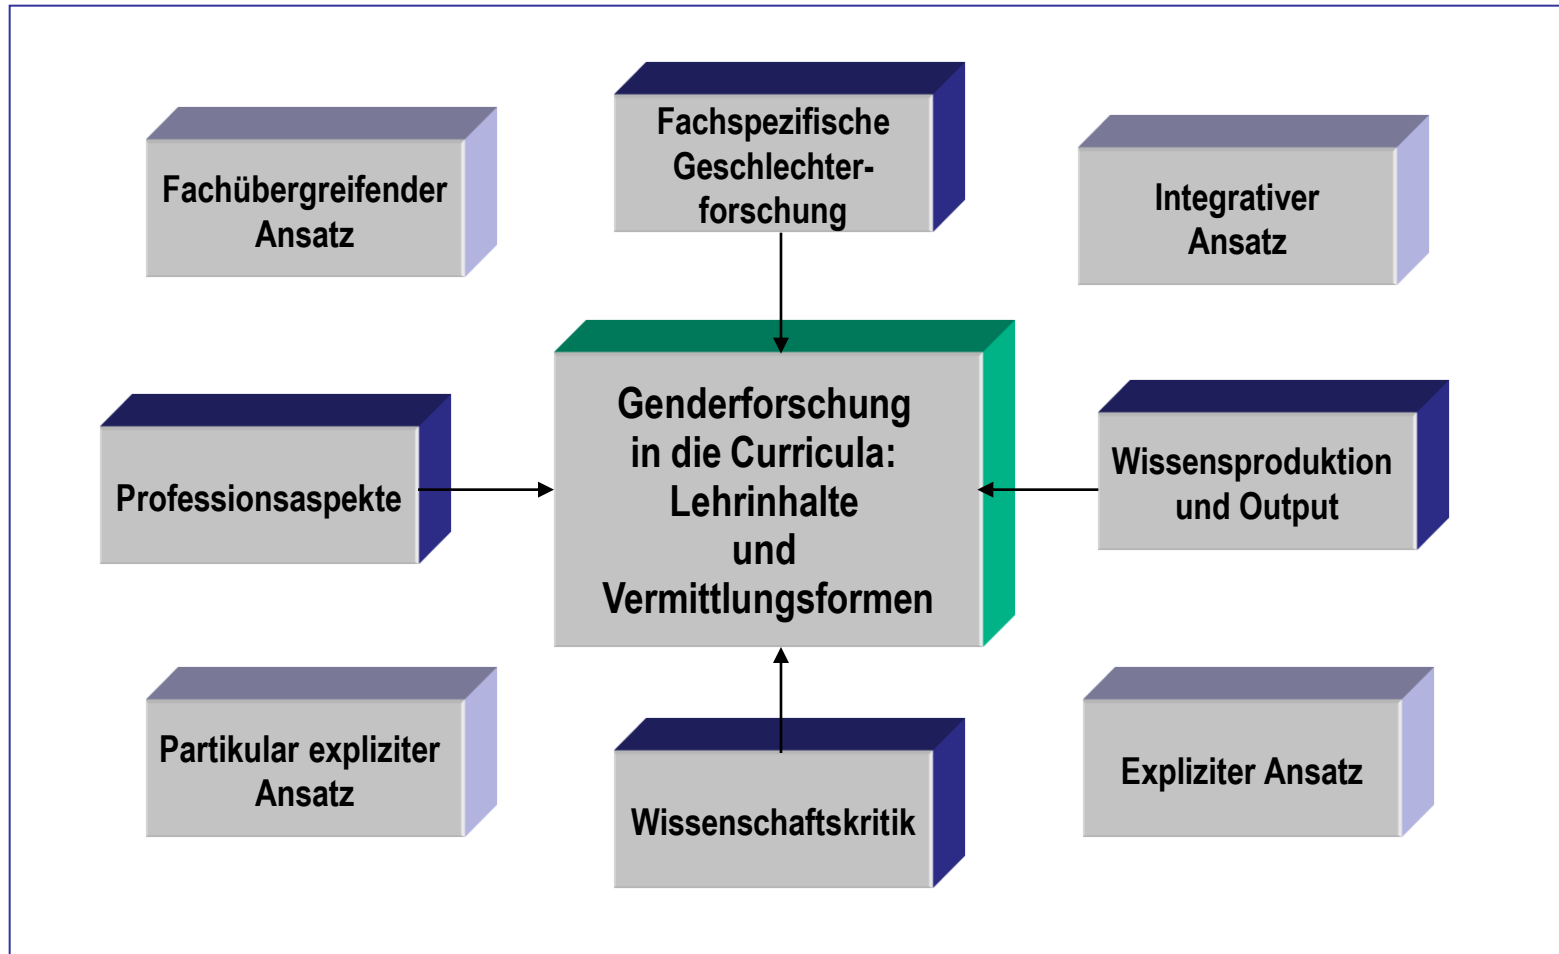 Fachübergreifender
Ansatz
Fachspezifische
Geschlechter-
forschung
Integrativer
Ansatz
Professionsaspekte
Genderforschung
in die Curricula:
Lehrinhalte
und
Vermittlungsformen
Wissensproduktion
und Output
Partikular expliziter
Ansatz
Wissenschaftskritik
Expliziter Ansatz